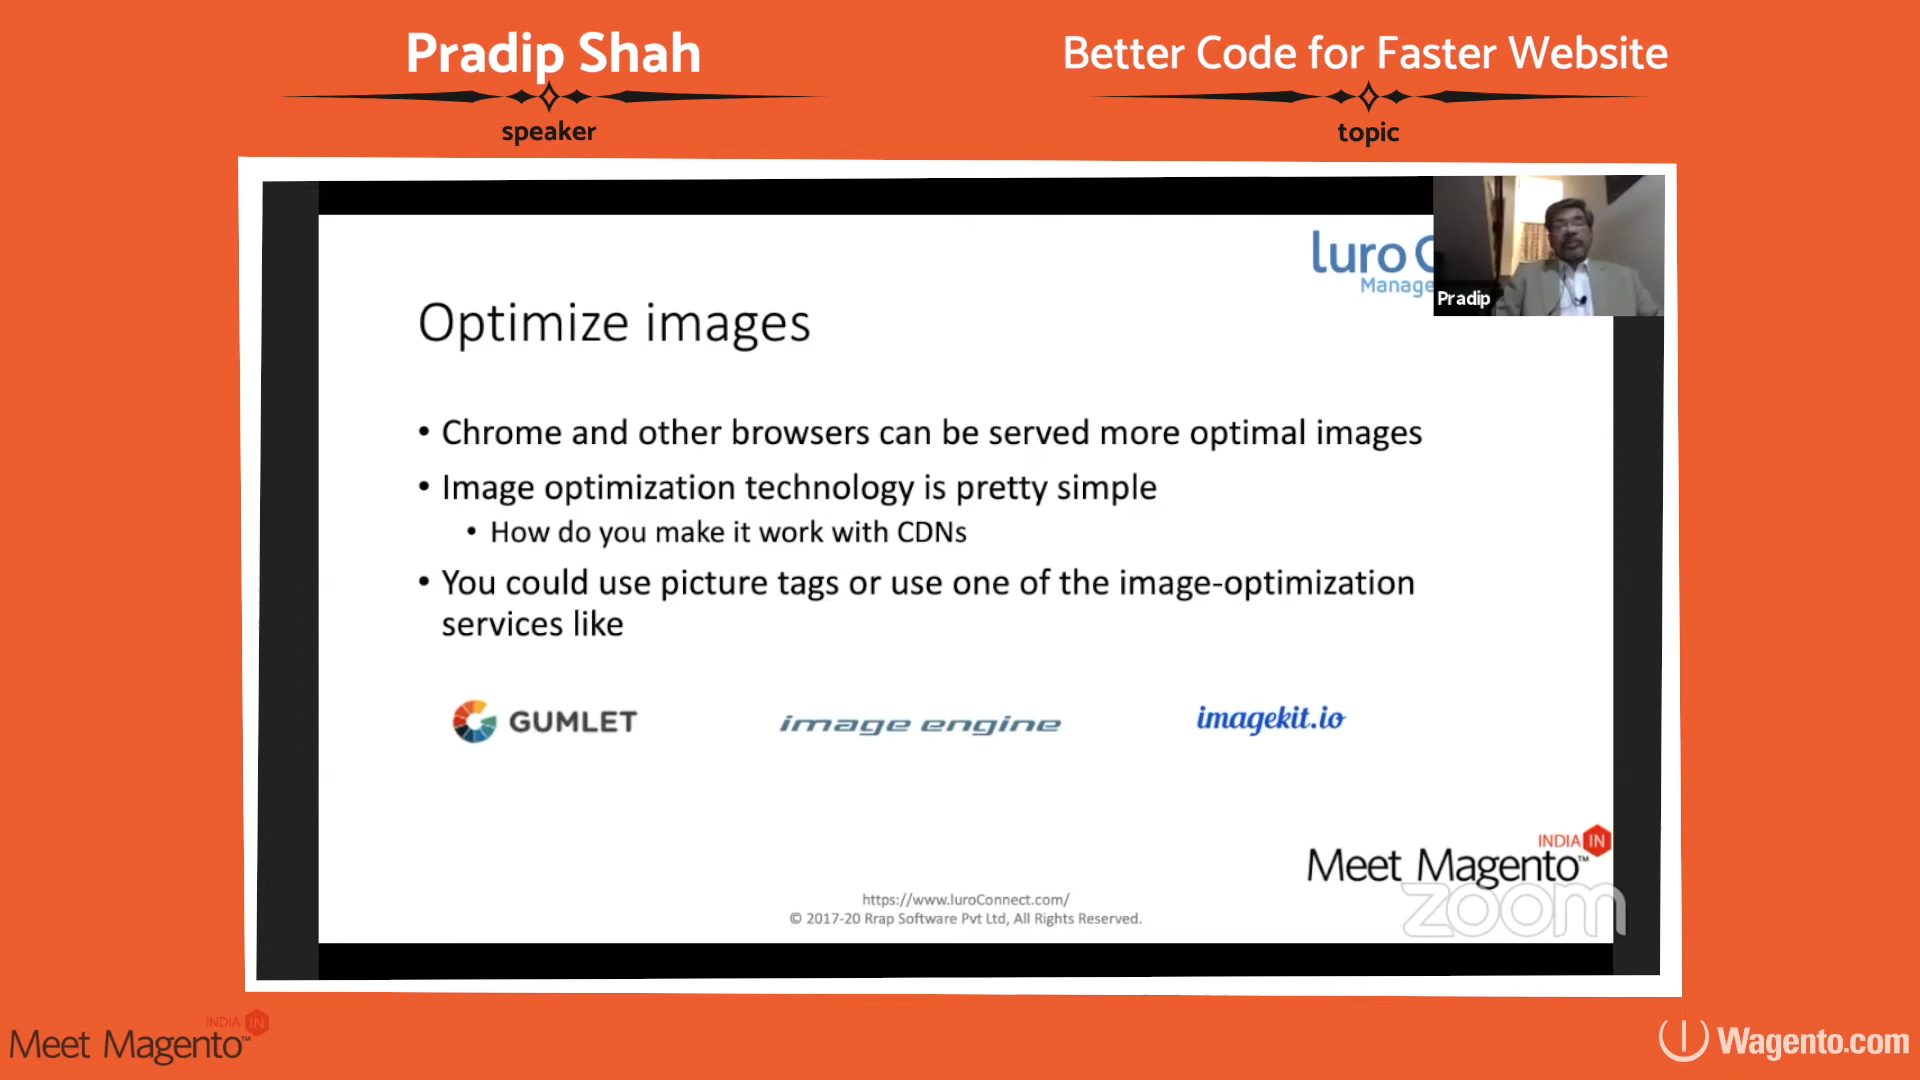 Pradip Shah
speaker
Better Code for Faster Website
topic
luro
Manage
Pradip
Optimize images
• Chrome and other browsers can be served more optimal images
• Image optimization technology is pretty simple
• How do you make it work with CDNs
• You could use picture tags or use one of the image-optimization
services like
GUMLET
image engine
imagekit.io
INDIA IN
Meet Magento™
zoom
https://www.luroConnect.com/
© 2017-20 Rrap Software Pvt Ltd, All Rights Reserved.
INDIA IN
Meet Magento™
Wagento.com